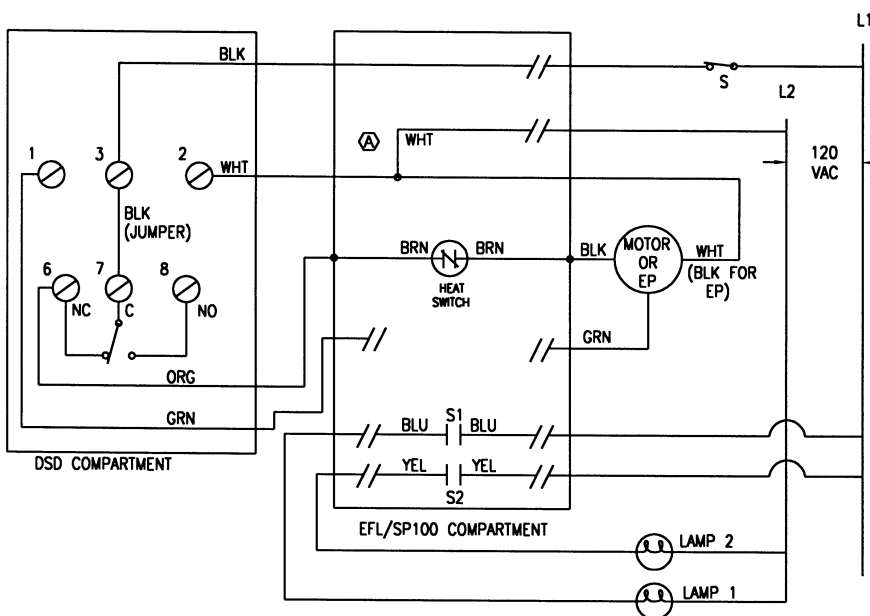 L1
BLK
S
L2
A
WHT
120
VAC
1
3
2
WHT
BLK
(JUMPER)
BRN
BRN
BLK
MOTOR
OR
EP
WHT
(BLK FOR
EP)
6
7
8
NC
C
NO
HEAT
SWITCH
GRN
ORG
GRN
BLU
S1
BLU
YEL
YEL
S2
DSD COMPARTMENT
EFL/SP100 COMPARTMENT
LAMP 2
LAMP 1